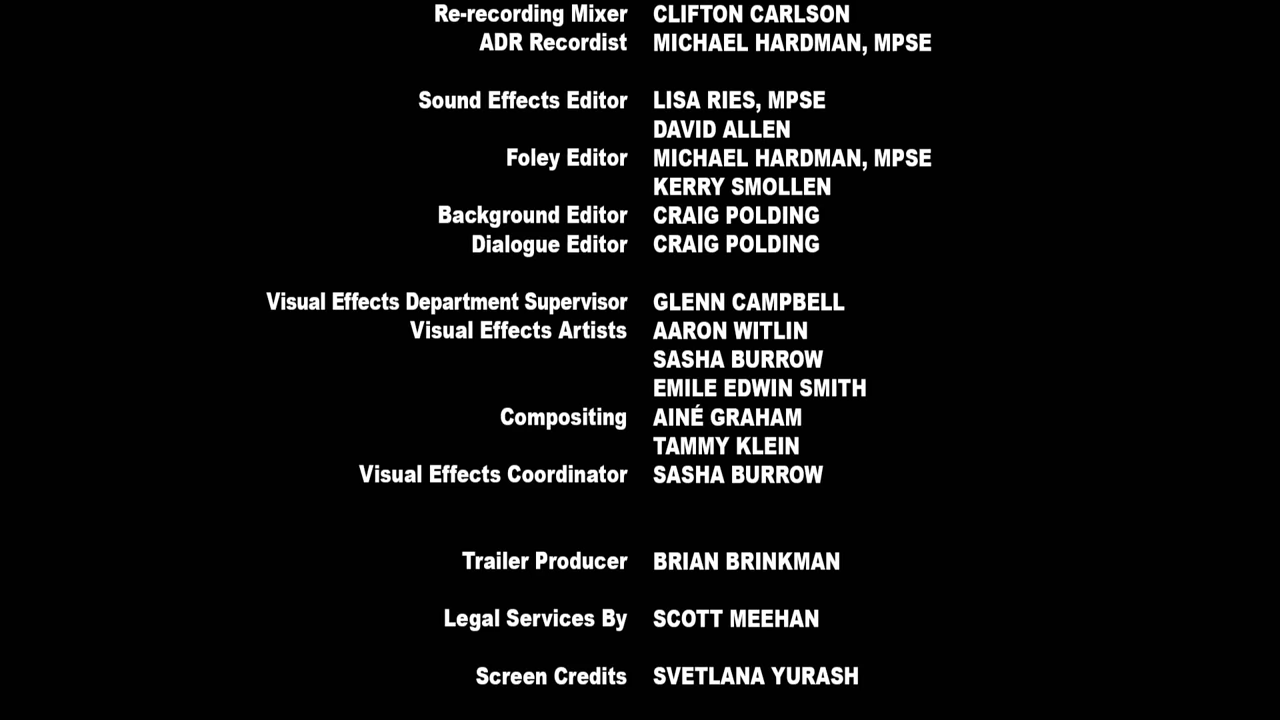 Re-recording Mixer CLIFTON CARLSON
ADR Recordist MICHAEL HARDMAN, MPSE
Sound Effects Editor LISA RIES, MPSE
DAVID ALLEN
Foley Editor MICHAEL HARDMAN, MPSE
KERRY SMOLLEN
Background Editor CRAIG POLDING
Dialogue Editor CRAIG POLDING
Visual Effects Department Supervisor GLENN CAMPBELL
Visual Effects Artists AARON WITLIN
SASHA BURROW
EMILE EDWIN SMITH
Compositing AINÉ GRAHAM
TAMMY KLEIN
Visual Effects Coordinator SASHA BURROW
Trailer Producer BRIAN BRINKMAN
Legal Services By SCOTT MEEHAN
Screen Credits SVETLANA YURASH